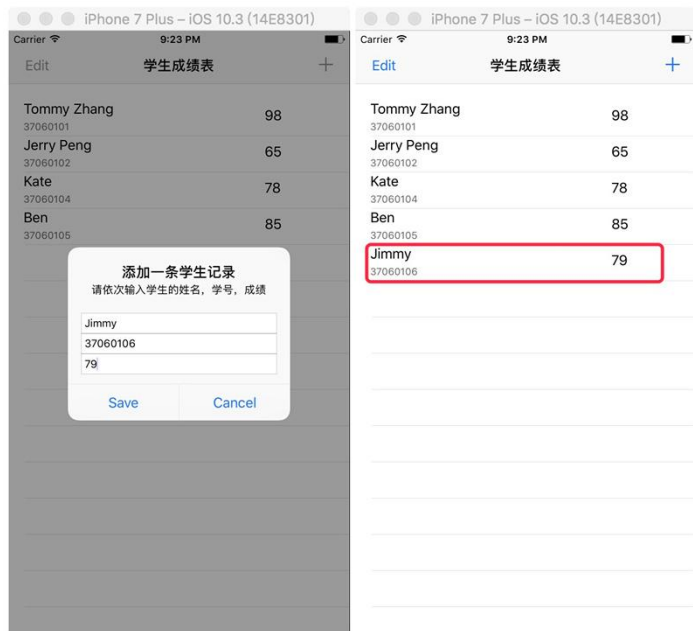 iPhone 7 Plus – iOS 10.3 (14E8301)
Carrier 9:23 PM
Edit 学生成绩表 +
Tommy Zhang 98
37060101
Jerry Peng 65
37060102
Kate 78
37060104
Ben 85
37060105
添加一条学生记录
请依次输入学生的姓名，学号，成绩
Jimmy
37060106
79
Save Cancel
iPhone 7 Plus – iOS 10.3 (14E8301)
Carrier 9:23 PM
Edit 学生成绩表 +
Tommy Zhang 98
37060101
Jerry Peng 65
37060102
Kate 78
37060104
Ben 85
37060105
Jimmy 79
37060106